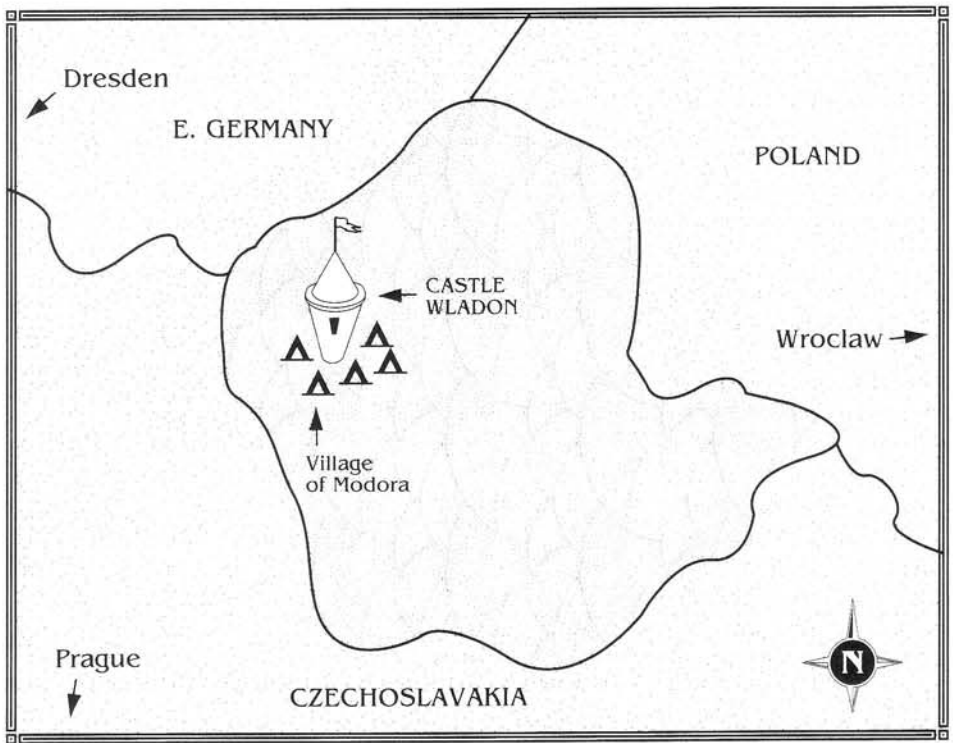 Dresden
E. GERMANY
POLAND
CASTLE
WLADON
Wroclaw
Village
of Modora
Prague
CZECHOSLAVAKIA
N